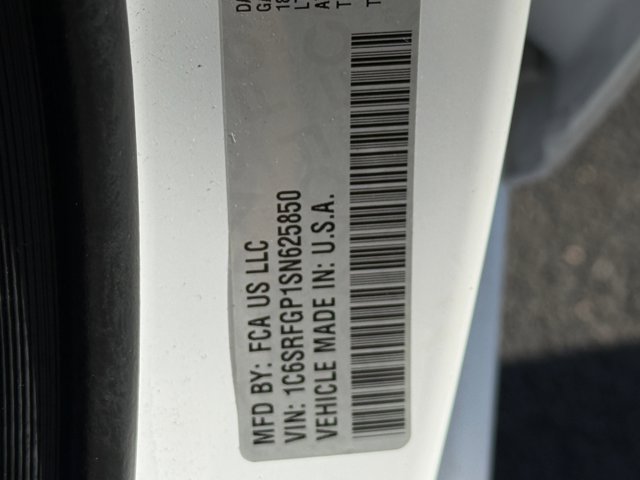 MFD BY: FCA US LLC
VIN: 1C6SRFGP1SN625850
VEHICLE MADE IN: U.S.A.